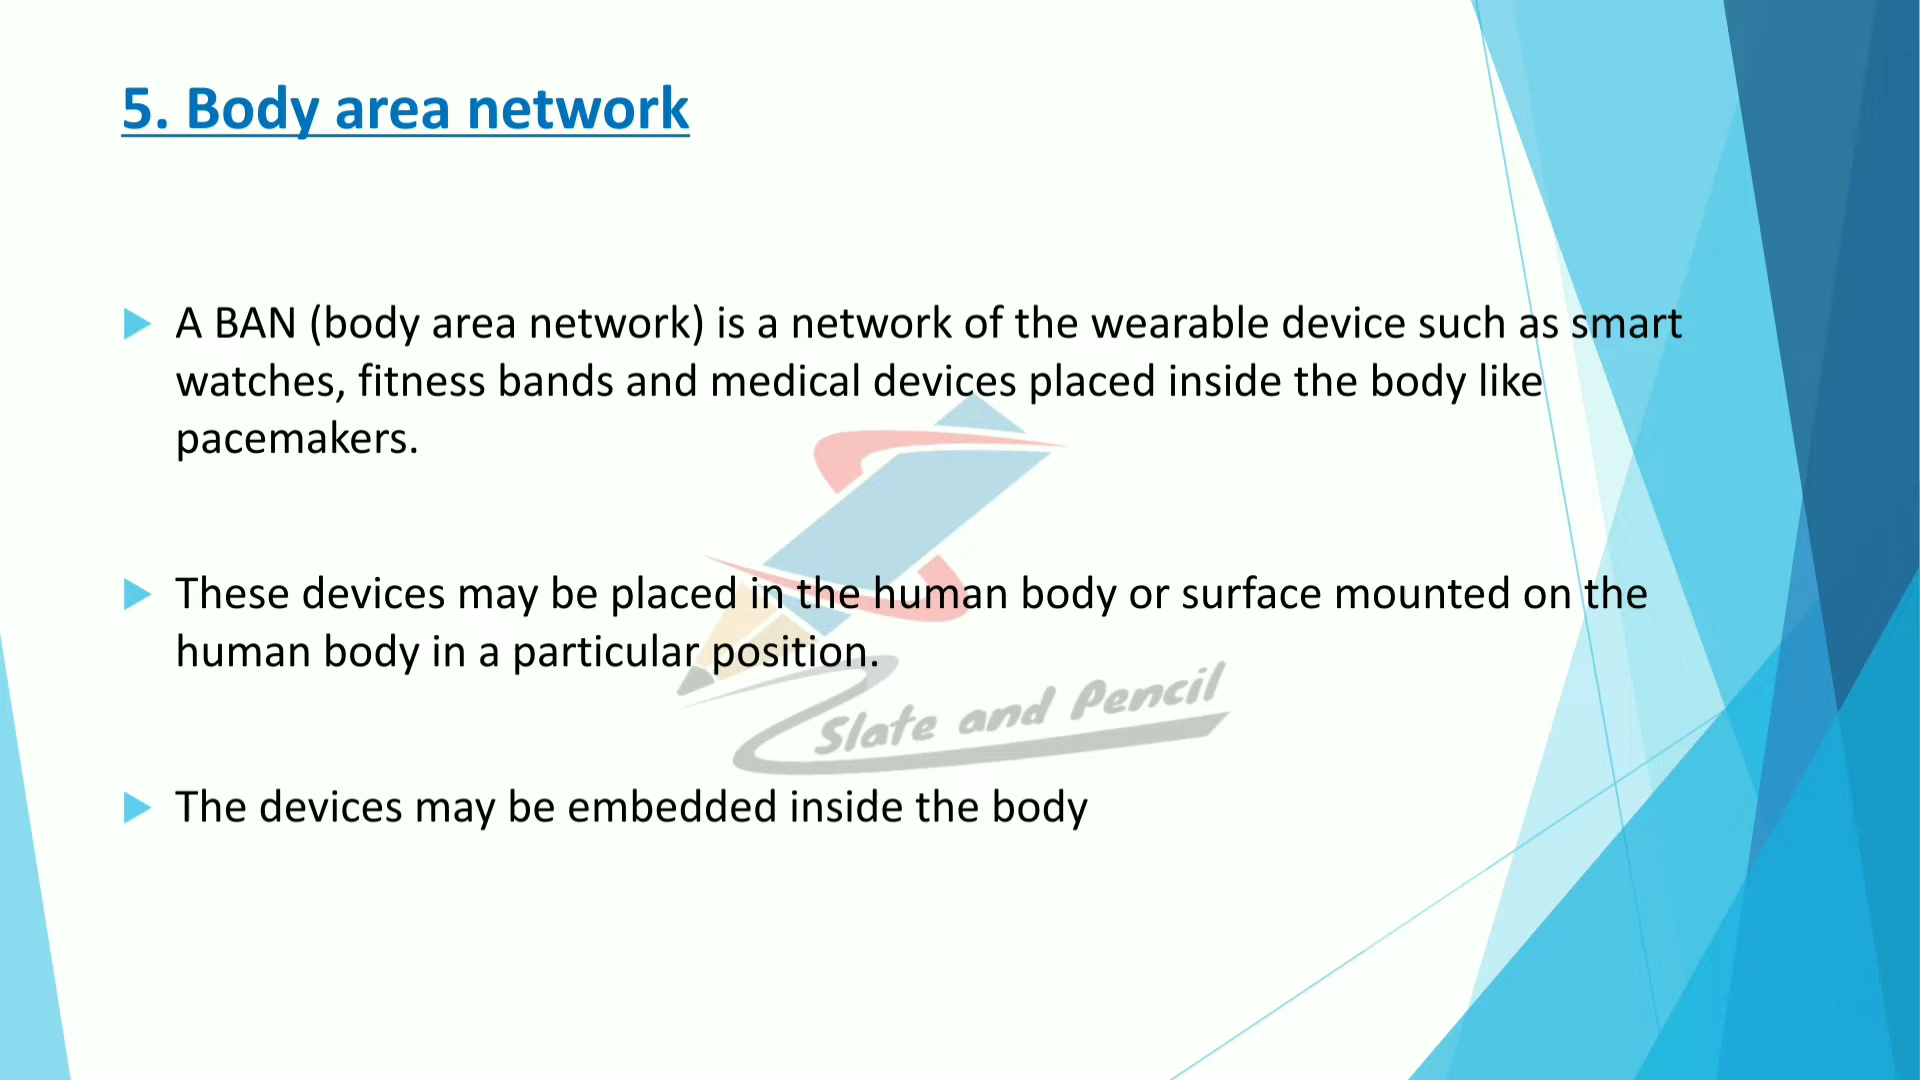 5. Body area network
A BAN (body area network) is a network of the wearable device such as smart
watches, fitness bands and medical devices placed inside the body like
pacemakers.
These devices may be placed in the human body or surface mounted on the
human body in a particular position.
Slate and Pencil
The devices may be embedded inside the body